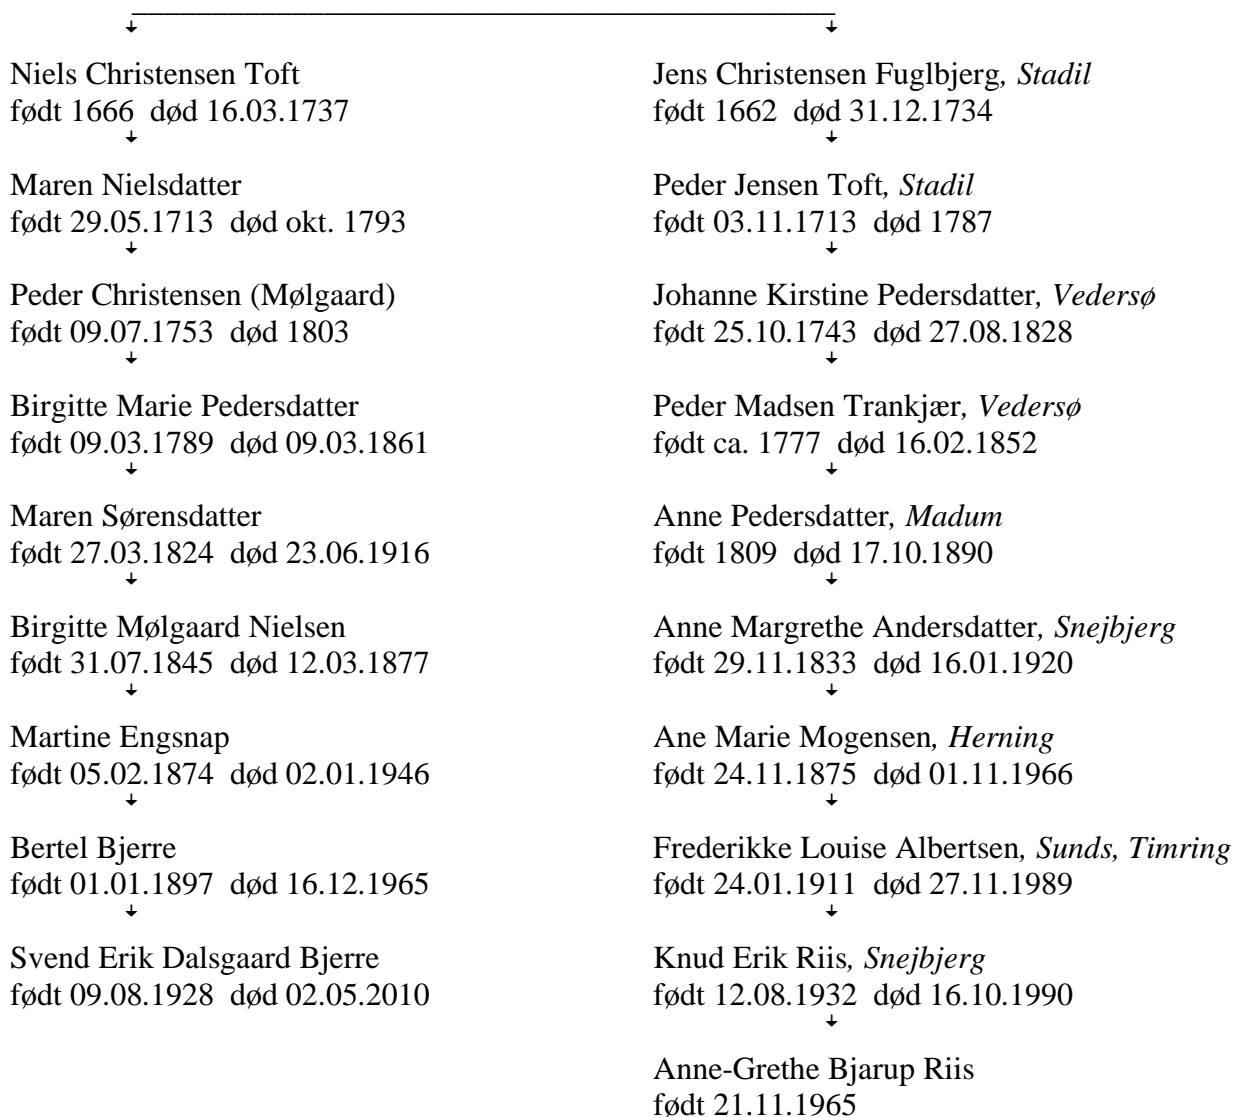 Niels Christensen Toft
født 1666 død 16.03.1737
Maren Nielsdatter
født 29.05.1713 død okt. 1793
Peder Christensen (Mølgaard)
født 09.07.1753 død 1803
Birgitte Marie Pedersdatter
født 09.03.1789 død 09.03.1861
Maren Sørensdatter
født 27.03.1824 død 23.06.1916
Birgitte Mølgaard Nielsen
født 31.07.1845 død 12.03.1877
Martine Engsnap
født 05.02.1874 død 02.01.1946
Bertel Bjerre
født 01.01.1897 død 16.12.1965
Svend Erik Dalsgaard Bjerre
født 09.08.1928 død 02.05.2010
Jens Christensen Fuglbjerg, Stadil
født 1662 død 31.12.1734
Peder Jensen Toft, Stadil
født 03.11.1713 død 1787
Johanne Kirstine Pedersdatter, Vedersø
født 25.10.1743 død 27.08.1828
Peder Madsen Trankjær, Vedersø
født ca. 1777 død 16.02.1852
Anne Pedersdatter, Madum
født 1809 død 17.10.1890
Anne Margrethe Andersdatter, Snejbjerg
født 29.11.1833 død 16.01.1920
Ane Marie Mogensen, Herning
født 24.11.1875 død 01.11.1966
Frederikke Louise Albertsen, Sunds, Timring
født 24.01.1911 død 27.11.1989
Knud Erik Riis, Snejbjerg
født 12.08.1932 død 16.10.1990
Anne-Grethe Bjarup Riis
født 21.11.1965